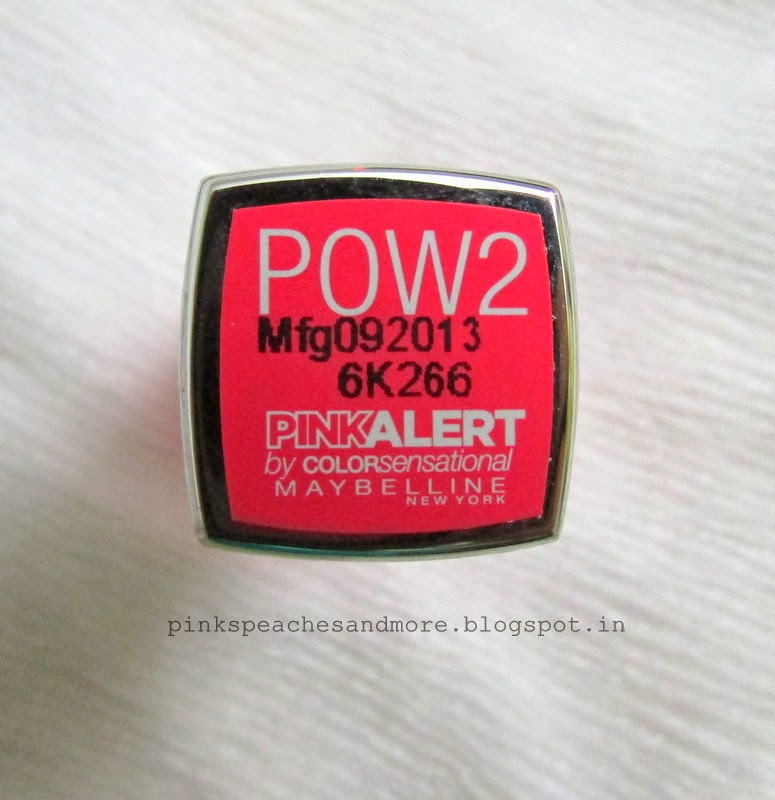 POW2
Mfg092013
6K266
PINKALERT
by COLORsensational
MAYBELLINE
NEW YORK
pinkspeachesandmore.blogspot.in